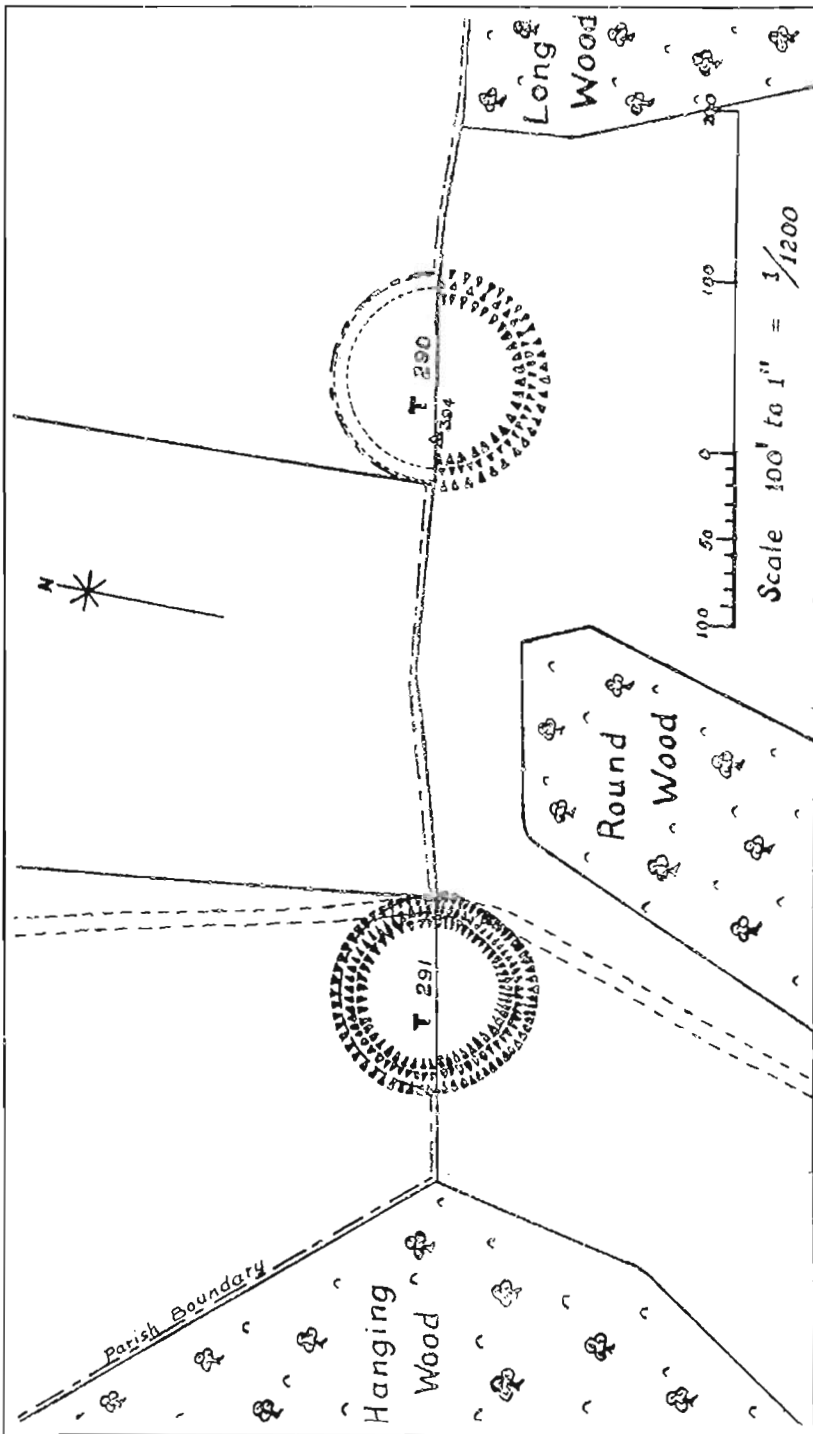 Parish Boundary
Hanging
Wood
T 291
N
Round
Wood
T 290
△ 304
Long
Wood
100 50 0 100 200
Scale 100' to 1" = 1/1200